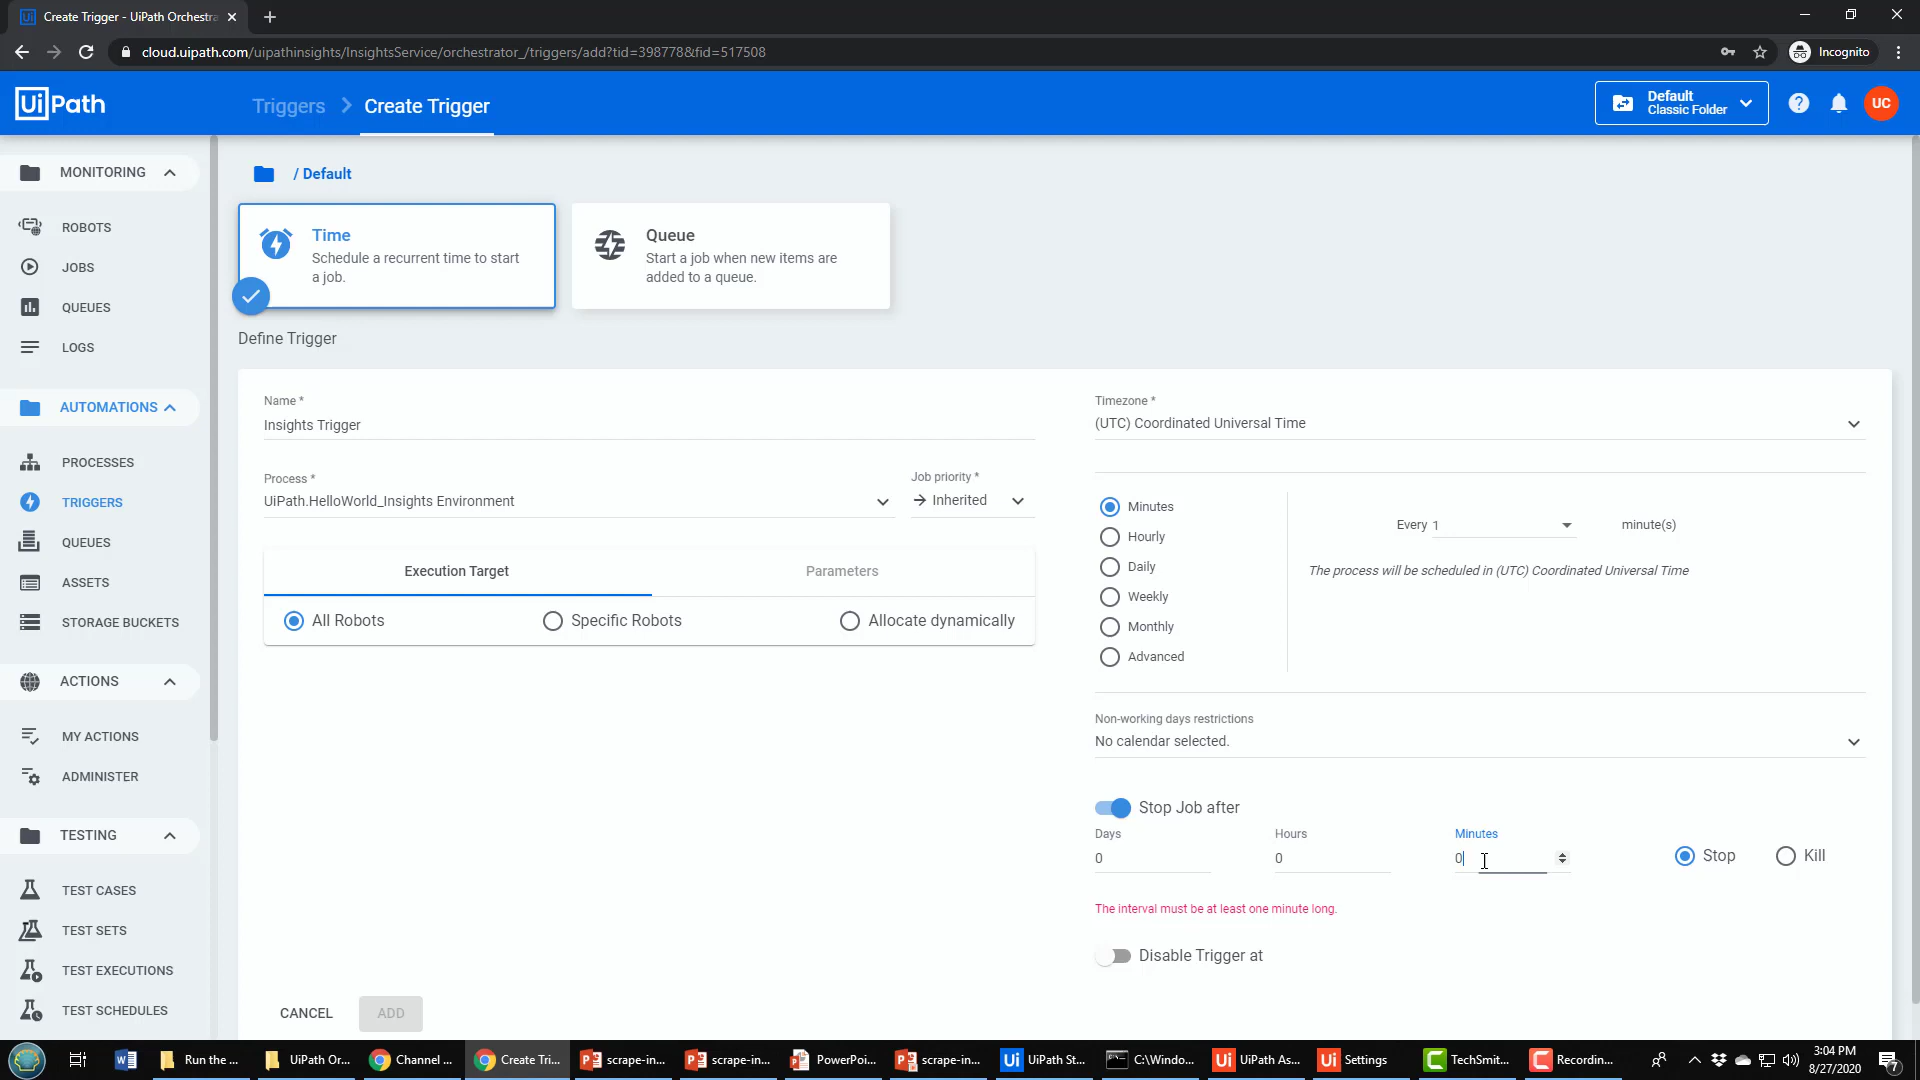 Create Trigger - UiPath Orchestra
cloud.uipath.com/uipathinsights/InsightsService/orchestrator_/triggers/add?tid=398778&fid=517508
Incognito
UiPath
Triggers
Create Trigger
Default
Classic Folder
UC
MONITORING
ROBOTS
JOBS
QUEUES
LOGS
AUTOMATIONS
PROCESSES
TRIGGERS
QUEUES
ASSETS
STORAGE BUCKETS
ACTIONS
MY ACTIONS
ADMINISTER
TESTING
TEST CASES
TEST SETS
TEST EXECUTIONS
TEST SCHEDULES
/ Default
Time
Schedule a recurrent time to start
a job.
Queue
Start a job when new items are
added to a queue.
Define Trigger
Name *
Insights Trigger
Process *
UiPath.HelloWorld_Insights Environment
Job priority *
Inherited
Execution Target
Parameters
All Robots
Specific Robots
Allocate dynamically
Timezone *
(UTC) Coordinated Universal Time
Minutes
Hourly
Daily
Weekly
Monthly
Advanced
Every 1 minute(s)
The process will be scheduled in (UTC) Coordinated Universal Time
Non-working days restrictions
No calendar selected.
Stop Job after
Days
0
Hours
0
Minutes
0
Stop
Kill
The interval must be at least one minute long.
Disable Trigger at
CANCEL
ADD
Run the ...
UiPath Or...
Channel ...
Create Tri...
scrape-in...
scrape-in...
PowerPoi...
scrape-in...
UiPath St...
C:\Windo...
UiPath As...
Settings
TechSmit...
Recordin...
3:04 PM
8/27/2020
7